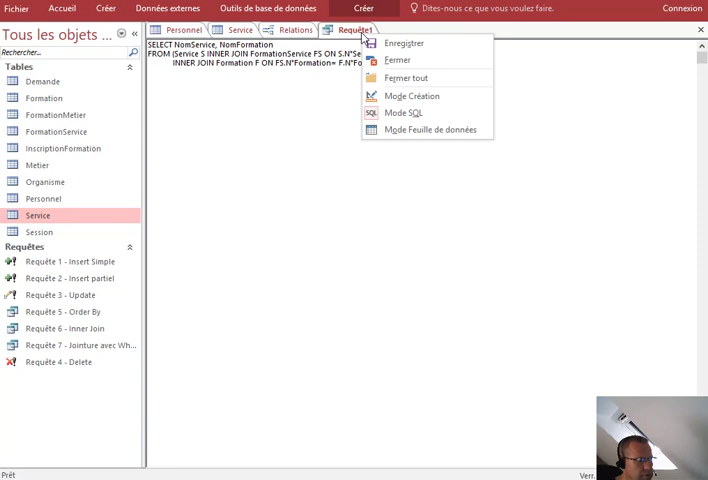 Fichier Accueil Créer Données externes Outils de base de données Créer Dites-nous ce que vous voulez faire. Connexion
Tous les objets ... «
Rechercher...
Tables
Demande
Formation
FormationMetier
FormationService
InscriptionFormation
Metier
Organisme
Personnel
Service
Session
Requêtes
Requête 1 - Insert Simple
Requête 2 - Insert partiel
Requête 3 - Update
Requête 5 - Order By
Requête 6 - Inner Join
Requête 7 - Jointure avec Wh...
Requête 4 - Delete
Personnel Service Relations Requête1
SELECT NomService, NomFormation
FROM (Service S INNER JOIN FormationService FS ON S.N°Se
INNER JOIN Formation F ON FS.N°Formation= F.N°Fo
Enregistrer
Fermer
Fermer tout
Mode Création
SQL Mode SQL
Mode Feuille de données
Prêt
Verr.